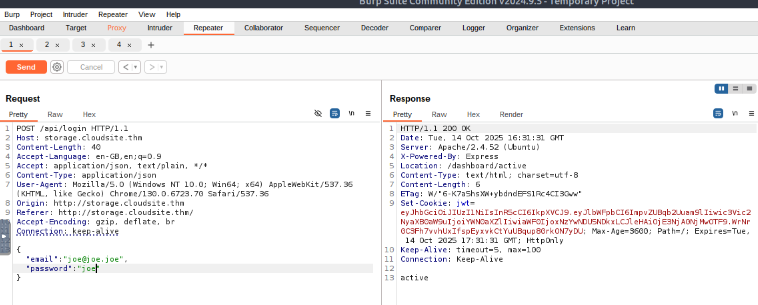 Burp Suite Community Edition v2024.9.5 - Temporary Project
Burp Project Intruder Repeater View Help
Dashboard Target Proxy Intruder Repeater Collaborator Sequencer Decoder Comparer Logger Organizer Extensions Learn
1 × 2 × 3 × 4 × +
Send Cancel < >
Request
Pretty Raw Hex \n
1 POST /api/login HTTP/1.1
2 Host: storage.cloudsite.thm
3 Content-Length: 40
4 Accept-Language: en-GB,en;q=0.9
5 Accept: application/json, text/plain, */*
6 Content-Type: application/json
7 User-Agent: Mozilla/5.0 (Windows NT 10.0; Win64; x64) AppleWebKit/537.36
(KHTML, like Gecko) Chrome/130.0.6723.70 Safari/537.36
8 Origin: http://storage.cloudsite.thm
9 Referer: http://storage.cloudsite.thm/
Accept-Encoding: gzip, deflate, br
Connection: keep-alive
{
"email":"joe@joe.joe",
"password":"joe"
}
Response
Pretty Raw Hex Render \n
1 HTTP/1.1 200 OK
2 Date: Tue, 14 Oct 2025 16:31:31 GMT
3 Server: Apache/2.4.52 (Ubuntu)
4 X-Powered-By: Express
5 Location: /dashboard/active
6 Content-Type: text/html; charset=utf-8
7 Content-Length: 6
8 ETag: W/"6-K7aShsXW+ybdndEFS1Rc4CI3Gww"
9 Set-Cookie: jwt=
Max-Age=3600; Path=/; Expires=Tue,
14 Oct 2025 17:31:31 GMT; HttpOnly
10 Keep-Alive: timeout=5, max=100
11 Connection: Keep-Alive
12
13 active